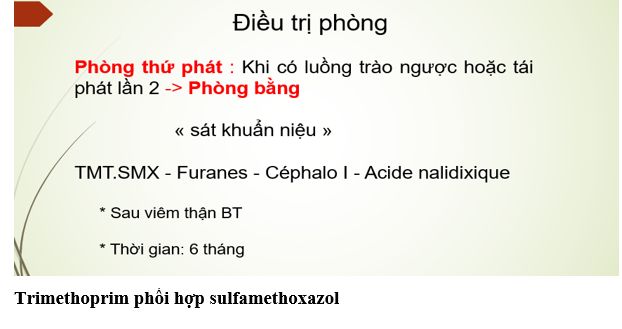 Điều trị phòng
Phòng thứ phát : Khi có luồng trào ngược hoặc tái
phát lần 2 -> Phòng bằng
« sát khuẩn niệu »
TMT.SMX - Furanes - Céphalo I - Acide nalidixique
* Sau viêm thận BT
* Thời gian: 6 tháng
Trimethoprim phối hợp sulfamethoxazol